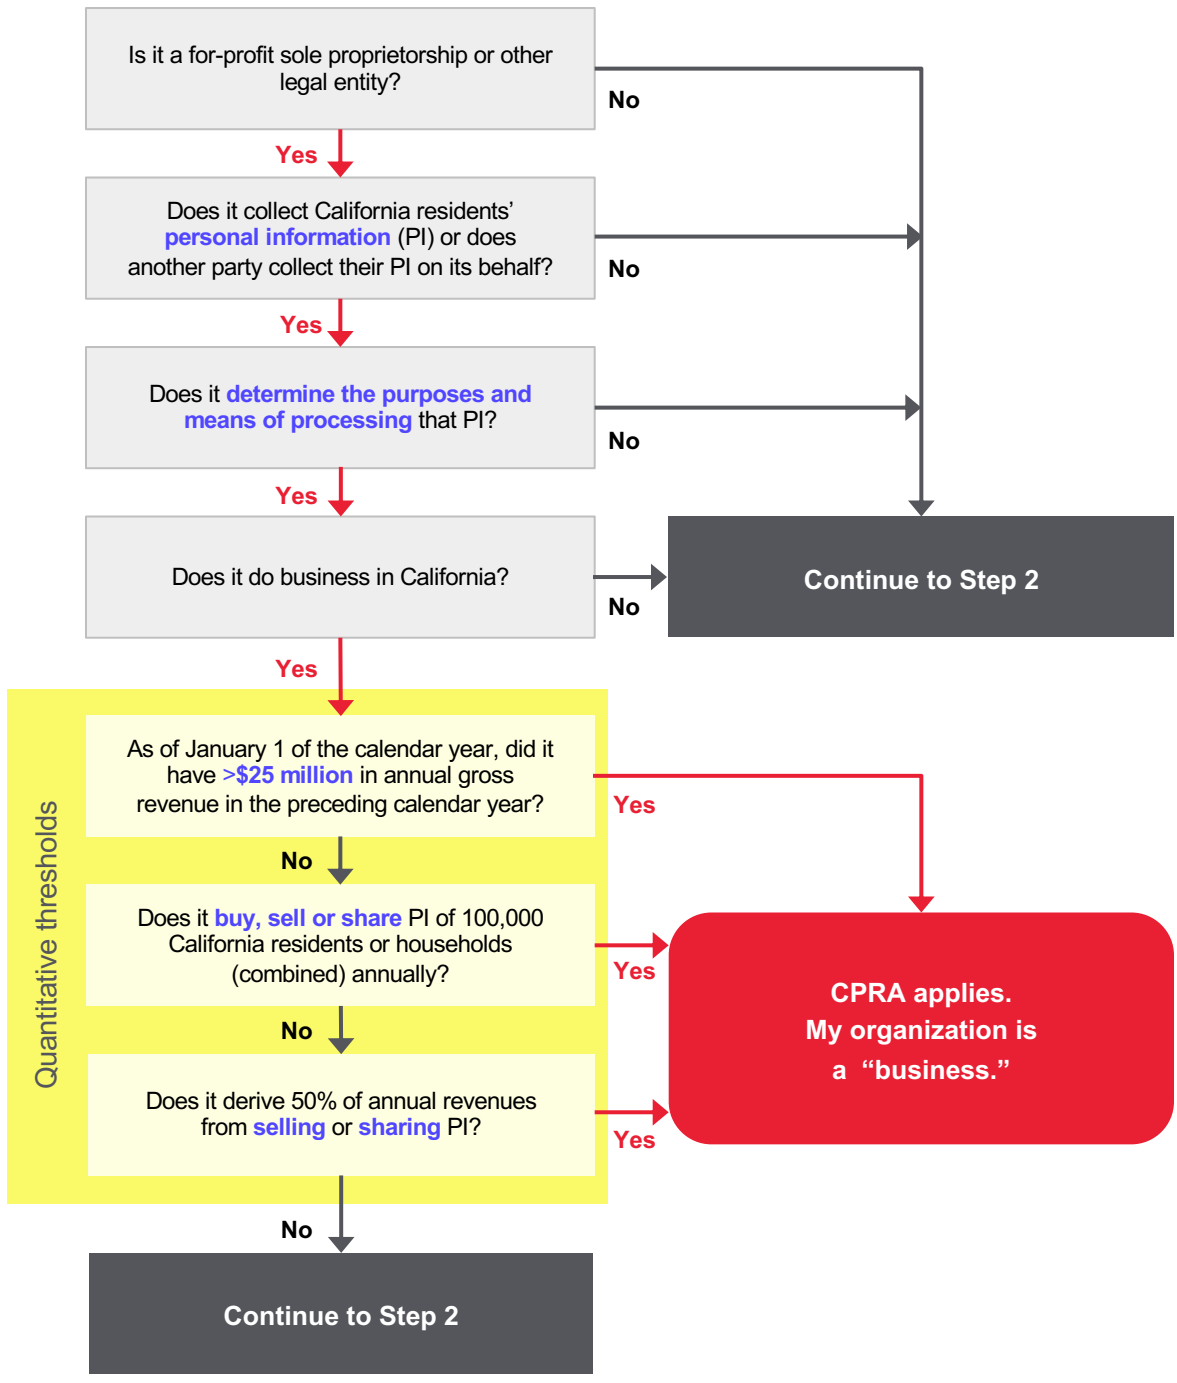 Is it a for-profit sole proprietorship or other
legal entity?
No
Yes
Does it collect California residents’
personal information (PI) or does
another party collect their PI on its behalf?
No
Yes
Does it determine the purposes and
means of processing that PI?
No
Yes
Does it do business in California?
No
Continue to Step 2
Yes
Quantitative thresholds
As of January 1 of the calendar year, did it
have >$25 million in annual gross
revenue in the preceding calendar year?
Yes
No
Does it buy, sell or share PI of 100,000
California residents or households
(combined) annually?
Yes
CPRA applies.
My organization is
a “business.”
No
Does it derive 50% of annual revenues
from selling or sharing PI?
Yes
No
Continue to Step 2